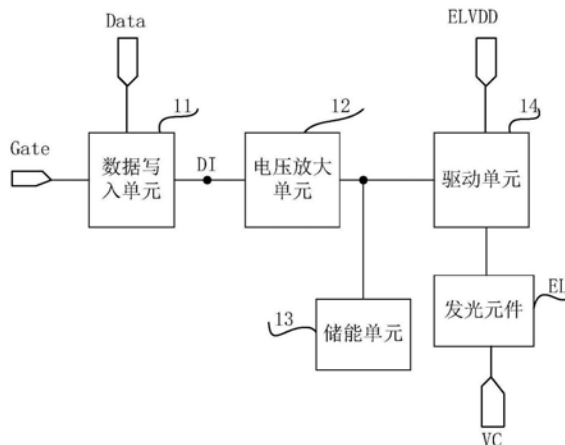 Data
ELVDD
11
12
14
Gate
数据写
入单元
DI
电压放大
单元
驱动单元
13
储能单元
发光元件
EL
VC